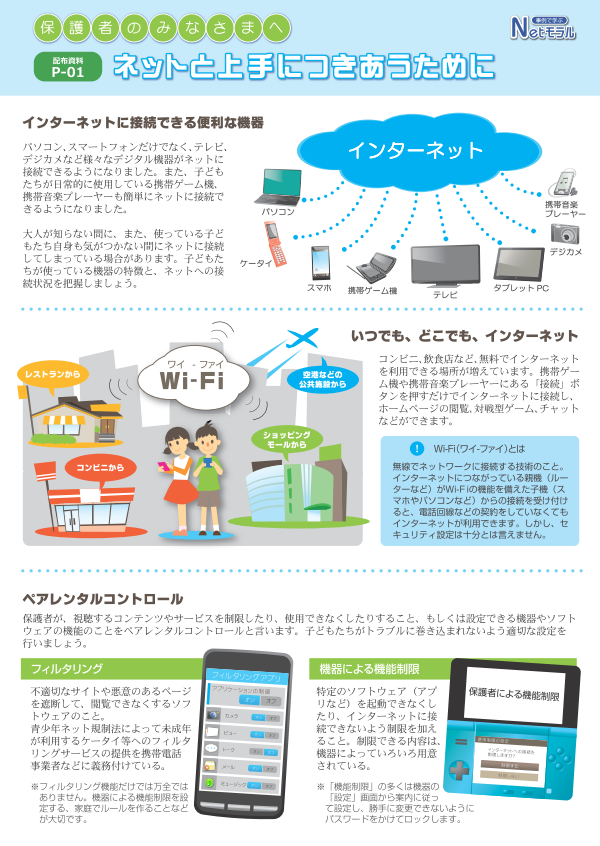 保護者のみなさまへ
事例で学ぶ
Netモラル
配布資料
P-01
ネットと上手につきあうために
インターネットに接続できる便利な機器
パソコン、スマートフォンだけでなく、テレビ、
デジカメなど様々なデジタル機器がネットに
接続できるようになりました。また、子ども
たちが日常的に使用している携帯ゲーム機、
携帯音楽プレーヤーも簡単にネットに接続で
きるようになりました。
大人が知らない間に、また、使っている子ど
もたち自身も気がつかない間にネットに接続
してしまっている場合があります。子どもた
ちが使っている機器の特徴と、ネットへの接
続状況を把握しましょう。
インターネット
パソコン
ケータイ
スマホ
携帯ゲーム機
テレビ
タブレット PC
デジカメ
携帯音楽
プレーヤー
いつでも、どこでも、インターネット
コンビニ、飲食店など、無料でインターネット
を利用できる場所が増えています。携帯ゲー
ム機や携帯音楽プレーヤーにある「接続」ボ
タンを押すだけでインターネットに接続し、
ホームページの閲覧、対戦型ゲーム、チャット
などができます。
レストランから
ワイ - ファイ
Wi-Fi
空港などの
公共施設から
コンビニから
ショッピング
モールから
! Wi-Fi(ワイ-ファイ)とは
無線でネットワークに接続する技術のこと。
インターネットにつながっている親機（ルー
ターなど）がWi-Fiの機能を備えた子機（ス
マホやパソコンなど）からの接続を受け付け
ると、電話回線などの契約をしていなくても
インターネットが利用できます。しかし、セ
キュリティ設定は十分とは言えません。
ペアレンタルコントロール
保護者が、視聴するコンテンツやサービスを制限したり、使用できなくしたりすること、もしくは設定できる機器やソフト
ウェアの機能のことをペアレンタルコントロールと言います。子どもたちがトラブルに巻き込まれないよう適切な設定を
行いましょう。
フィルタリング
不適切なサイトや悪意のあるページ
を遮断して、閲覧できなくするソフ
トウェアのこと。
青少年ネット規制法によって未成年
が利用するケータイ等へのフィルタ
リングサービスの提供を携帯電話
事業者などに義務付けている。
※フィルタリング機能だけでは万全では
ありません。機器による機能制限を設
定する、家庭でルールを作ることなど
が大切です。
フィルタリングアプリ
アプリケーションの制限
オン オフ
カメラ
ビュー
トーク
メール
ミュージック
機器による機能制限
特定のソフトウェア（アプ
リなど）を起動できなくし
たり、インターネットに接
続できないよう制限を加え
ること。制限できる内容は、
機器によっていろいろ用意
されている。
※「機能制限」の多くは機器の
「設定」画面から案内に従っ
て設定し、勝手に変更できないように
パスワードをかけてロックします。
保護者による機能制限